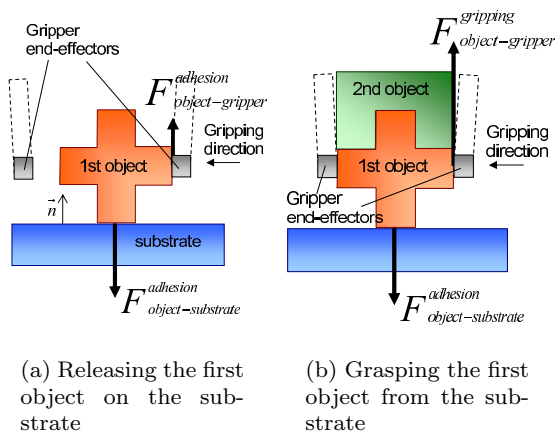 Gripper
end-effectors
F adhesion object-gripper
Gripping
direction
1st object
n
substrate
F adhesion object-substrate
(a) Releasing the first
object on the sub-
strate
F gripping object-gripper
2nd object
Gripping
direction
1st object
Gripper
end-effectors
substrate
F adhesion object-substrate
(b) Grasping the first
object from the sub-
strate